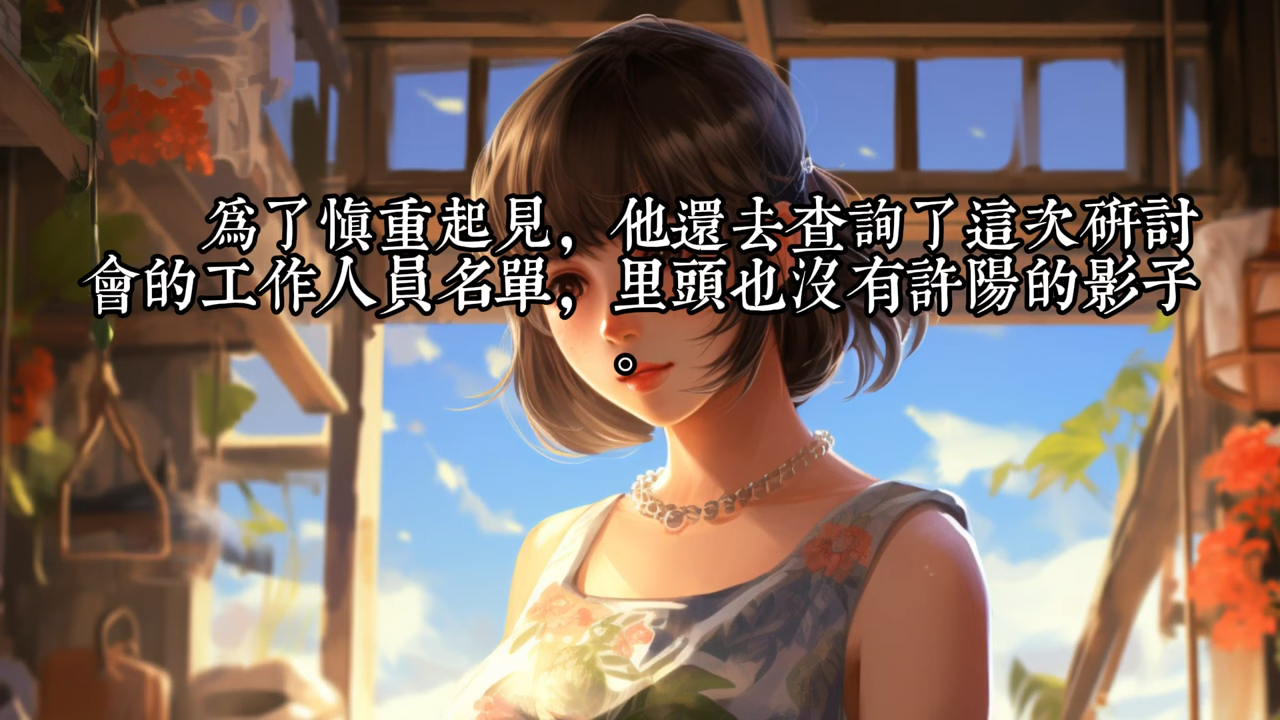 爲了愼重起見，他還去查詢了這次硏討
會的工作人員名單，里頭也沒有許陽的影子
。